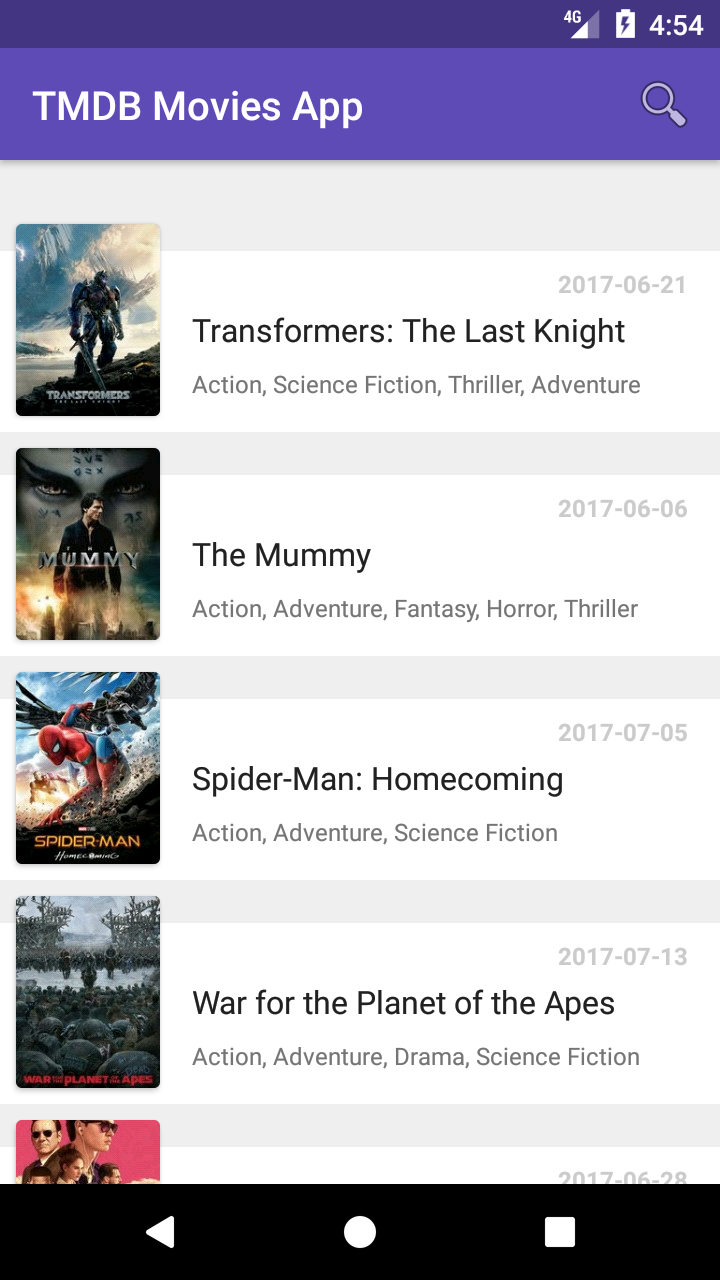 4G
4:54
TMDB Movies App
2017-06-21
Transformers: The Last Knight
Action, Science Fiction, Thriller, Adventure
TRANSFORMERS
THE LAST KNIGHT
2017-06-06
The Mummy
Action, Adventure, Fantasy, Horror, Thriller
MUMMY
2017-07-05
Spider-Man: Homecoming
Action, Adventure, Science Fiction
SPIDER-MAN
HOMECOMING
2017-07-13
War for the Planet of the Apes
Action, Adventure, Drama, Science Fiction
WAR FOR THE PLANET OF THE APES
2017-06-28